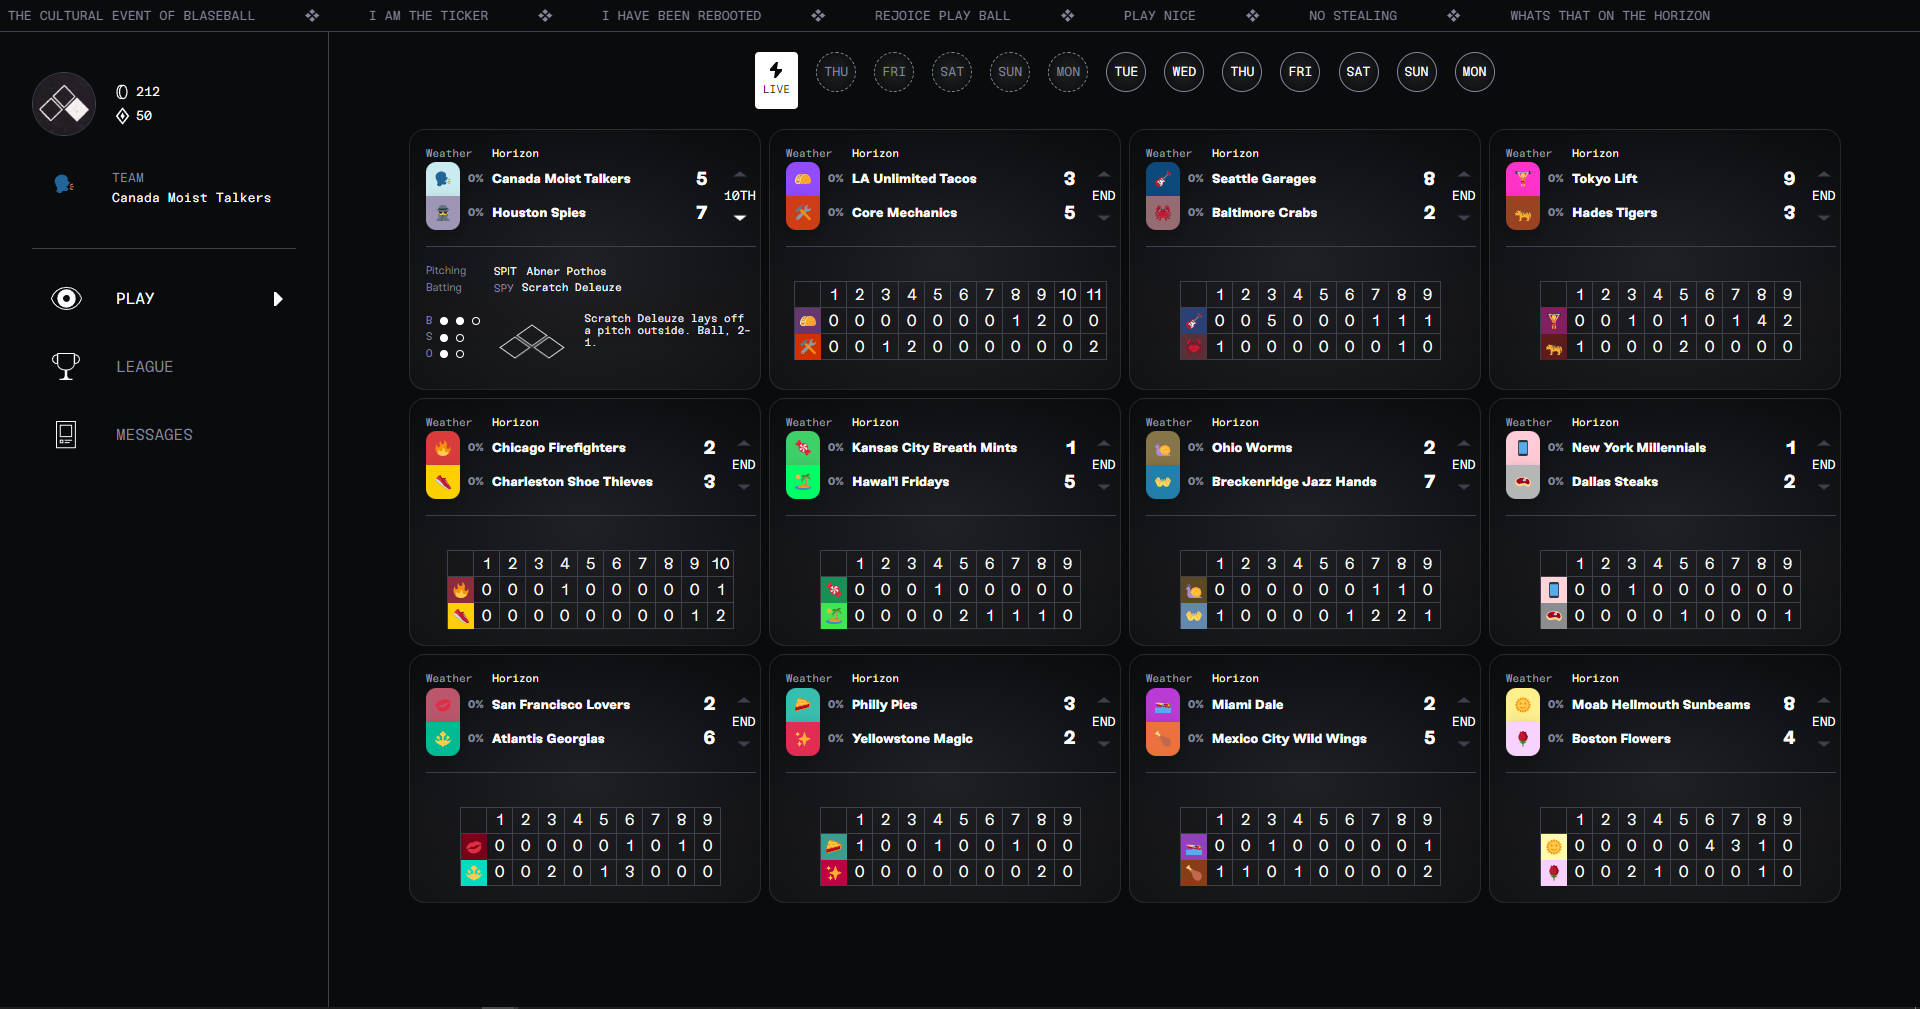 THE CULTURAL EVENT OF BLASEBALL ❖ I AM THE TICKER ❖ I HAVE BEEN REBOOTED ❖ REJOICE PLAY BALL ❖ PLAY NICE ❖ NO STEALING ❖ WHATS THAT ON THE HORIZON
212
50
TEAM
Canada Moist Talkers
PLAY
LEAGUE
MESSAGES
LIVE THU FRI SAT SUN MON TUE WED THU FRI SAT SUN MON
Weather Horizon
0% Canada Moist Talkers 5
10TH
0% Houston Spies 7
Pitching SPIT Abner Pothos
Batting SPY Scratch Deleuze
B
S
O
Scratch Deleuze lays off
a pitch outside. Ball, 2-
1.
Weather Horizon
0% LA Unlimited Tacos 3
END
0% Core Mechanics 5
1 2 3 4 5 6 7 8 9 10 11
0 0 0 0 0 0 0 1 2 0 0
0 0 1 2 0 0 0 0 0 0 2
Weather Horizon
0% Seattle Garages 8
END
0% Baltimore Crabs 2
1 2 3 4 5 6 7 8 9
0 0 5 0 0 0 1 1 1
1 0 0 0 0 0 0 1 0
Weather Horizon
0% Tokyo Lift 9
END
0% Hades Tigers 3
1 2 3 4 5 6 7 8 9
0 0 1 0 1 0 1 4 2
1 0 0 0 2 0 0 0 0
Weather Horizon
0% Chicago Firefighters 2
END
0% Charleston Shoe Thieves 3
1 2 3 4 5 6 7 8 9 10
0 0 0 1 0 0 0 0 0 1
0 0 0 0 0 0 0 0 1 2
Weather Horizon
0% Kansas City Breath Mints 1
END
0% Hawai'i Fridays 5
1 2 3 4 5 6 7 8 9
0 0 0 1 0 0 0 0 0
0 0 0 0 2 1 1 1 0
Weather Horizon
0% Ohio Worms 2
END
0% Breckenridge Jazz Hands 7
1 2 3 4 5 6 7 8 9
0 0 0 0 0 0 1 1 0
1 0 0 0 0 1 2 2 1
Weather Horizon
0% New York Millennials 1
END
0% Dallas Steaks 2
1 2 3 4 5 6 7 8 9
0 0 1 0 0 0 0 0 0
0 0 0 0 1 0 0 0 1
Weather Horizon
0% San Francisco Lovers 2
END
0% Atlantis Georgias 6
1 2 3 4 5 6 7 8 9
0 0 0 0 0 1 0 1 0
0 0 2 0 1 3 0 0 0
Weather Horizon
0% Philly Pies 3
END
0% Yellowstone Magic 2
1 2 3 4 5 6 7 8 9
1 0 0 1 0 0 1 0 0
0 0 0 0 0 0 0 2 0
Weather Horizon
0% Miami Dale 2
END
0% Mexico City Wild Wings 5
1 2 3 4 5 6 7 8 9
0 0 1 0 0 0 0 0 1
1 1 0 1 0 0 0 0 2
Weather Horizon
0% Moab Hellmouth Sunbeams 8
END
0% Boston Flowers 4
1 2 3 4 5 6 7 8 9
0 0 0 0 0 4 3 1 0
0 0 2 1 0 0 0 1 0